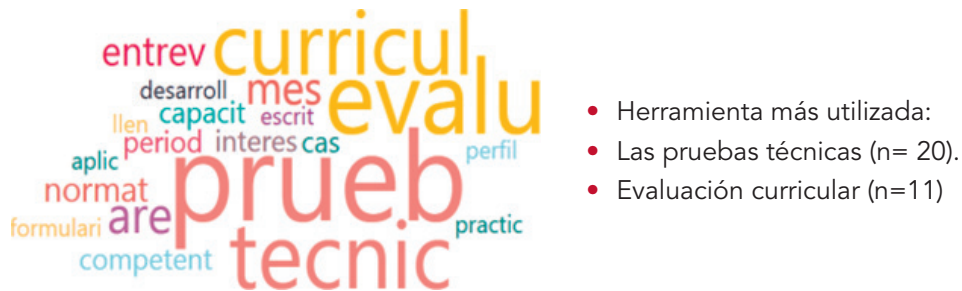 entrev curricul
desarroll mes evalu
llen capacit escrit
period interes cas perfil
aplic prueb
normat are
formulari practic
competent tecnic
• Herramienta más utilizada:
• Las pruebas técnicas (n= 20).
• Evaluación curricular (n=11)